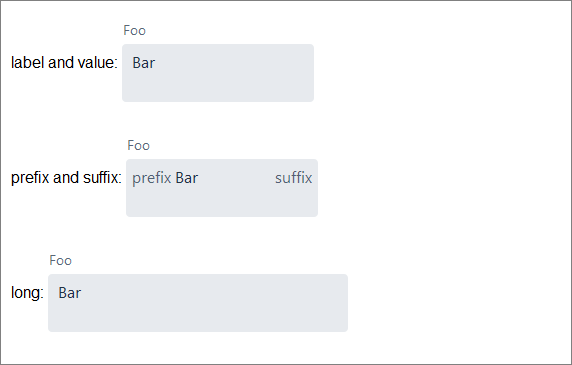 Foo
label and value: Bar
Foo
prefix and suffix: prefix Bar suffix
Foo
long: Bar